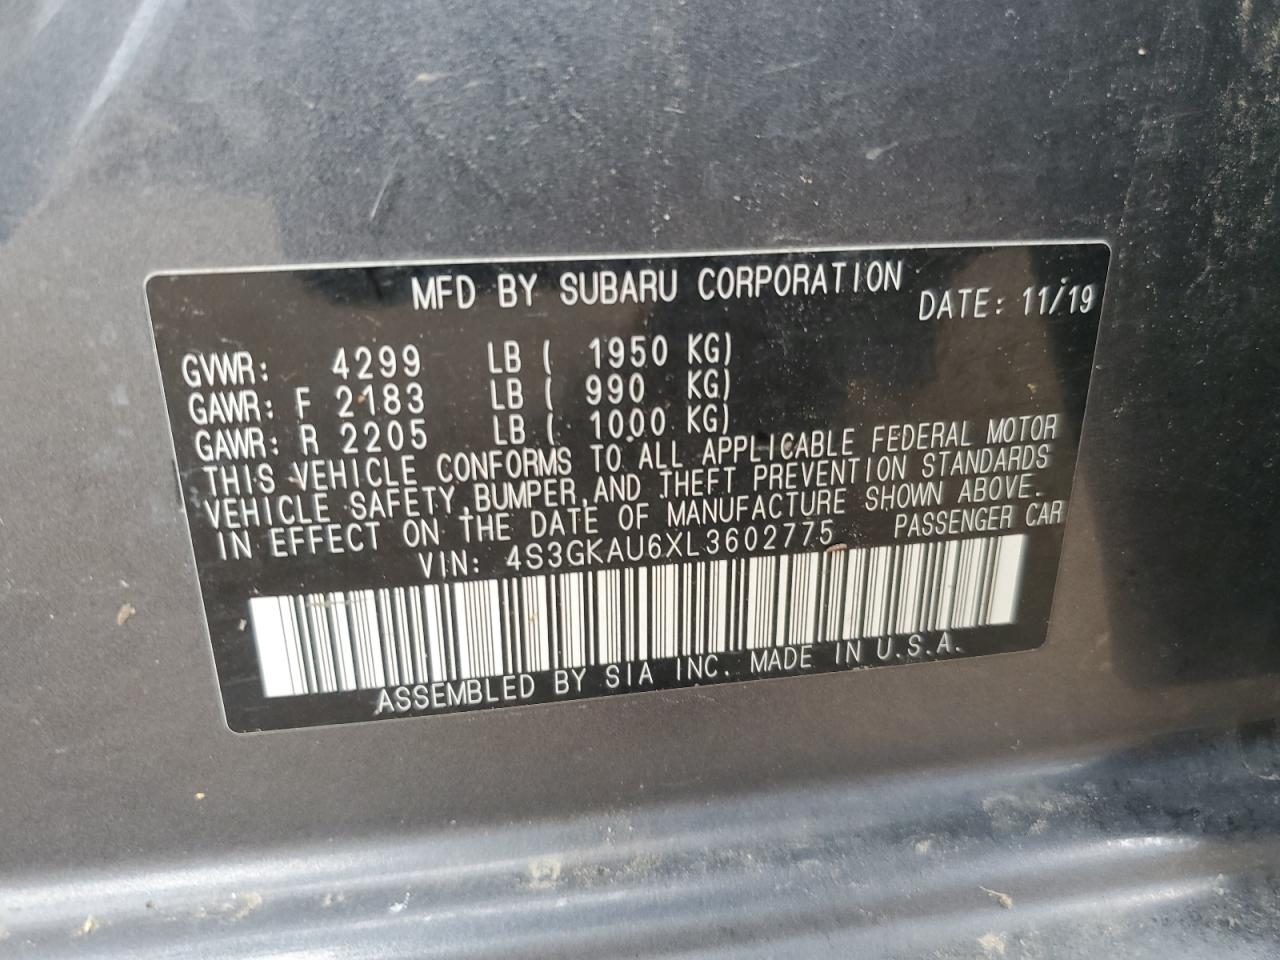 MFD BY SUBARU CORPORATION DATE: 11/19
GVWR: 4299 LB ( 1950 KG)
GAWR: F 2183 LB ( 990 KG)
GAWR: R 2205 LB ( 1000 KG)
THIS VEHICLE CONFORMS TO ALL APPLICABLE FEDERAL MOTOR
VEHICLE SAFETY, BUMPER, AND THEFT PREVENTION STANDARDS
IN EFFECT ON THE DATE OF MANUFACTURE SHOWN ABOVE.
VIN: 4S3GKAU6XL3602775 PASSENGER CAR
ASSEMBLED BY SIA INC. MADE IN U.S.A.